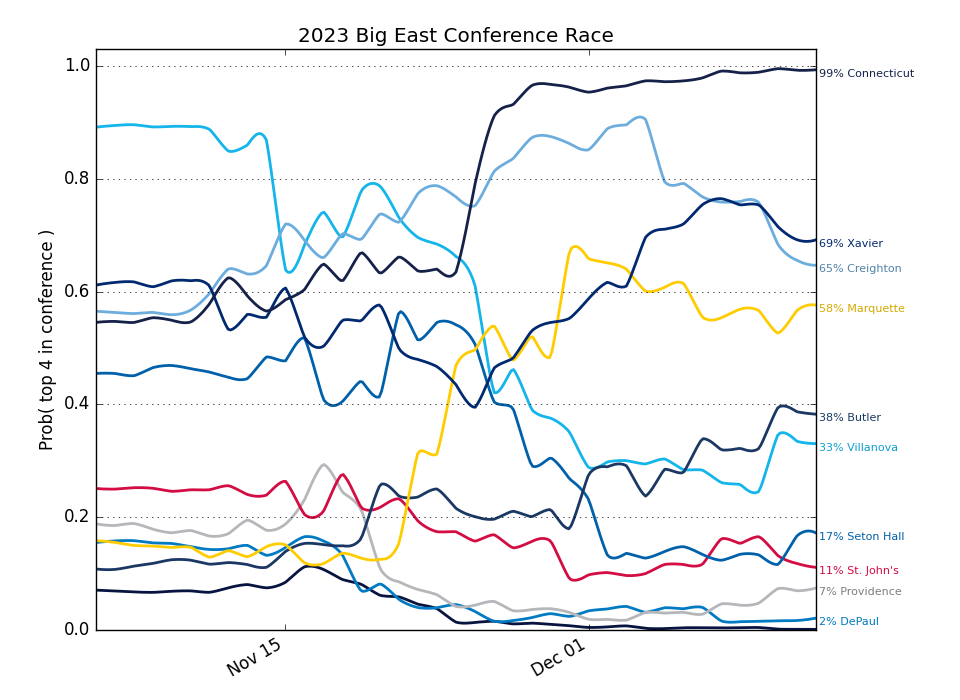 2023 Big East Conference Race
Prob( top 4 in conference )
1.0
0.8
0.6
0.4
0.2
0.0
Nov 15
Dec 01
99% Connecticut
69% Xavier
65% Creighton
58% Marquette
38% Butler
33% Villanova
17% Seton Hall
11% St. John's
7% Providence
2% DePaul